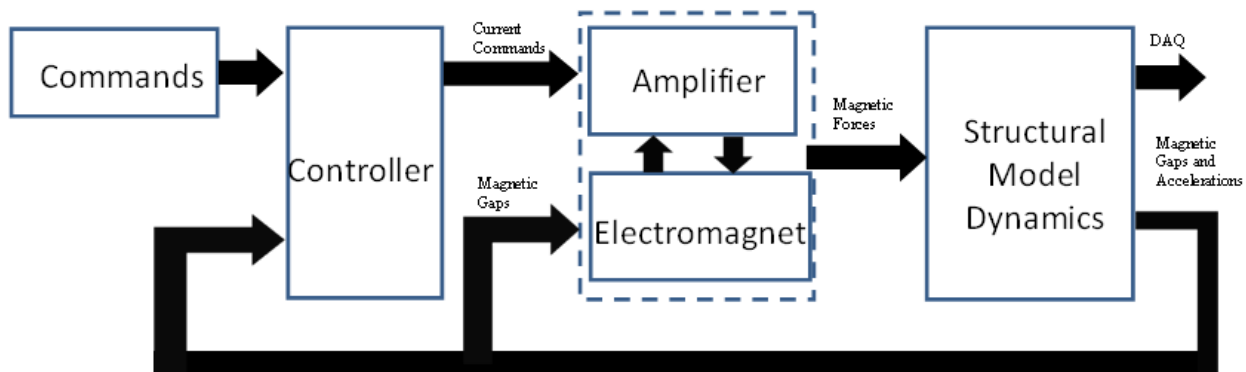 Commands
Controller
Current
Commands
Magnetic
Gaps
Amplifier
Electromagnet
Magnetic
Forces
Structural
Model
Dynamics
DAQ
Magnetic
Gaps and
Accelerations